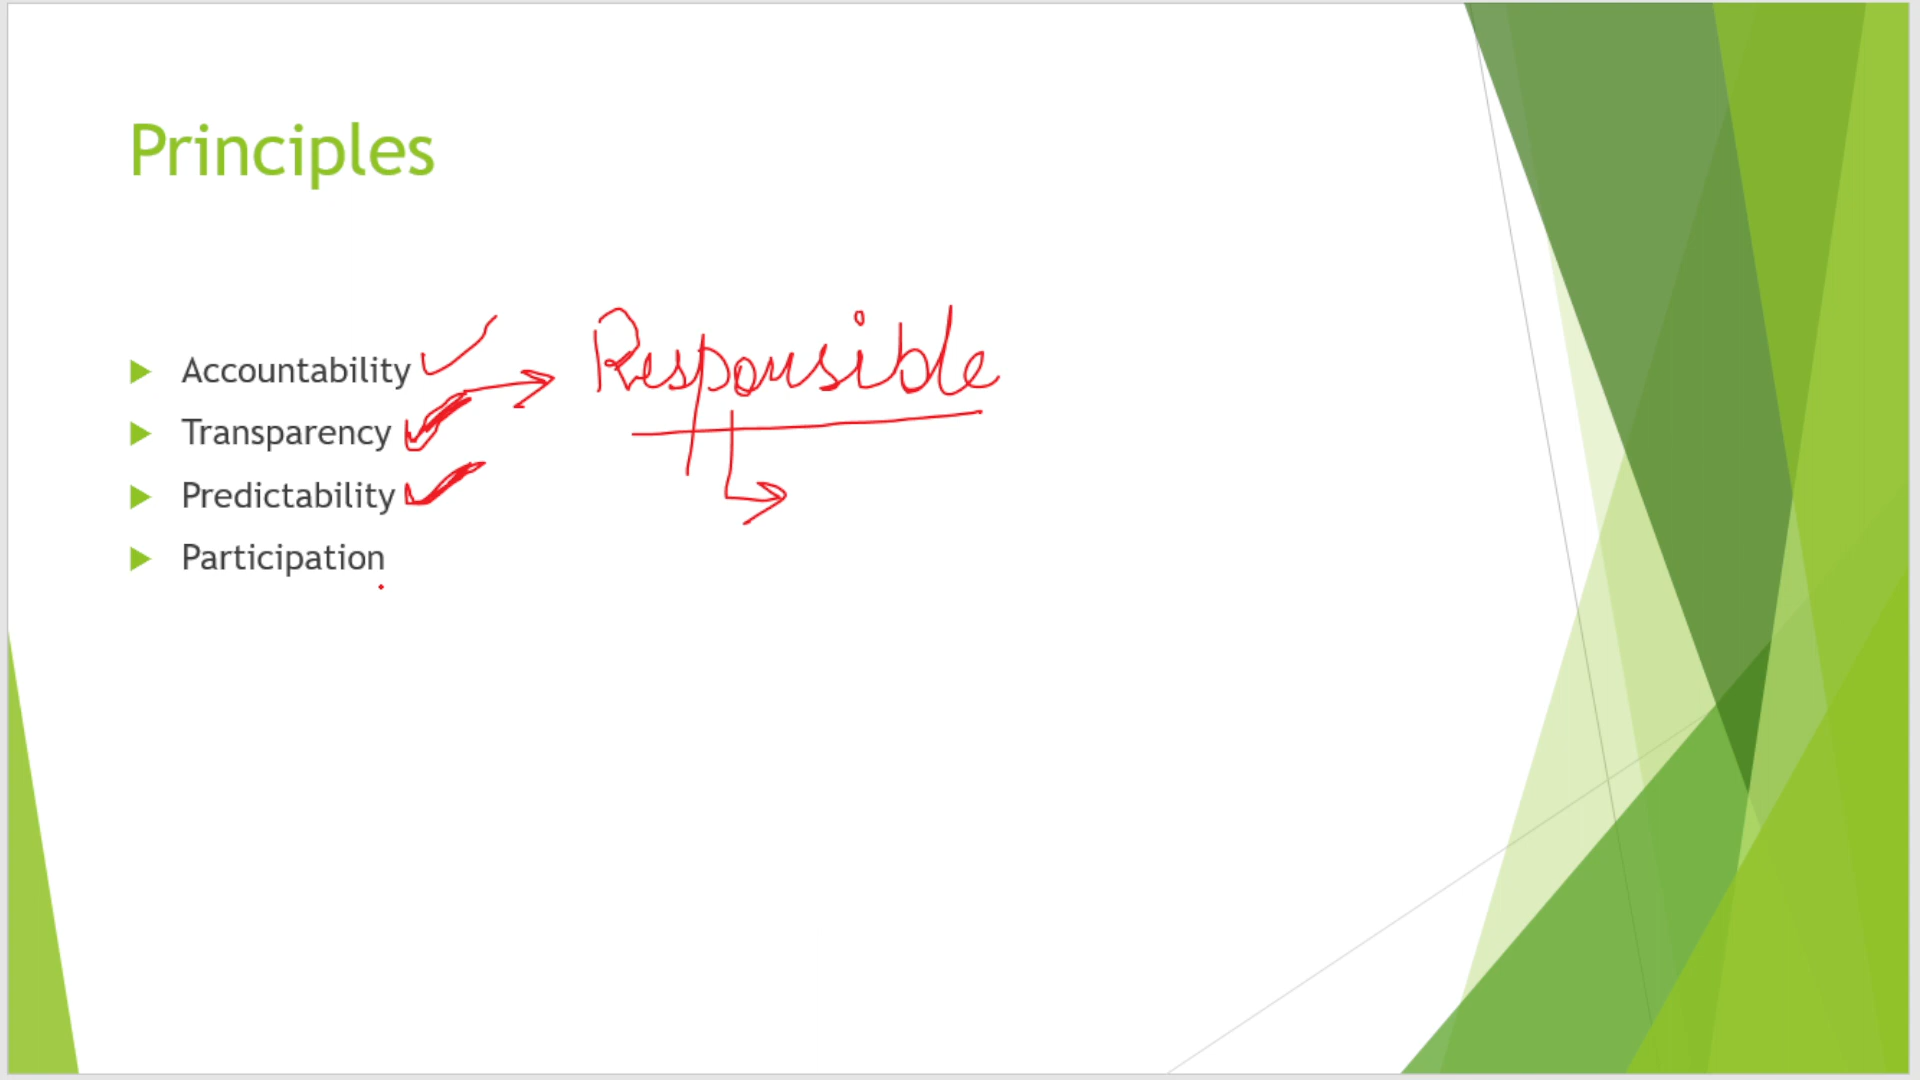 Principles
Accountability
Responsible
Transparency
Predictability
Participation